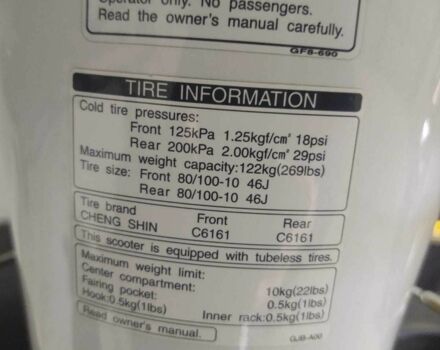 Operator only. No passengers.
Read the owner's manual carefully.
GF8-690
TIRE INFORMATION
Cold tire pressures:
Front 125kPa 1.25kgf/cm² 18psi
Rear 200kPa 2.00kgf/cm² 29psi
Maximum weight capacity:122kg(269lbs)
Tire size: Front 80/100-10 46J
Rear 80/100-10 46J
Tire brand Front Rear
CHENG SHIN C6161 C6161
This scooter is equipped with tubeless tires.
Maximum weight limit:
Center compartment: 10kg(22lbs)
Fairing pocket: 0.5kg(1lbs)
Hook:0.5kg(1lbs) Inner rack:0.5kg(1lbs)
Read owner's manual.
GJB-A00